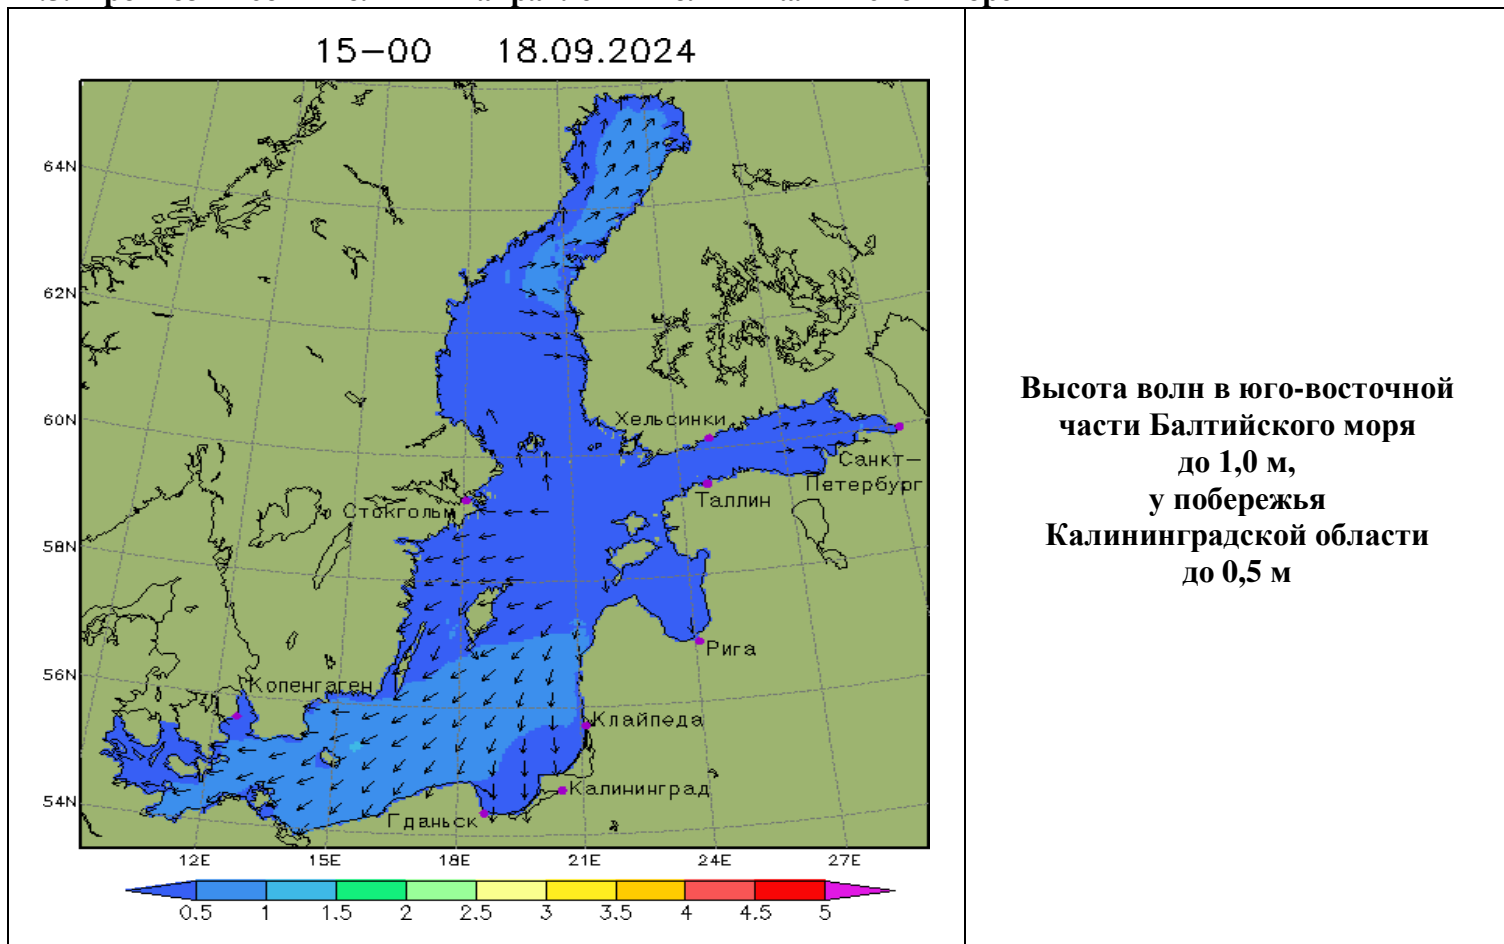 15-00 18.09.2024
64N
62N
60N
58N
56N
54N
Хельсинки
Санкт-
Петербург
Таллин
Стокгольм
Рига
Копенгаген
Клайпеда
Калининград
Гданьск
12E 15E 18E 21E 24E 27E
0.5 1 1.5 2 2.5 3 3.5 4 4.5 5
Высота волн в юго-восточной
части Балтийского моря
до 1,0 м,
у побережья
Калининградской области
до 0,5 м